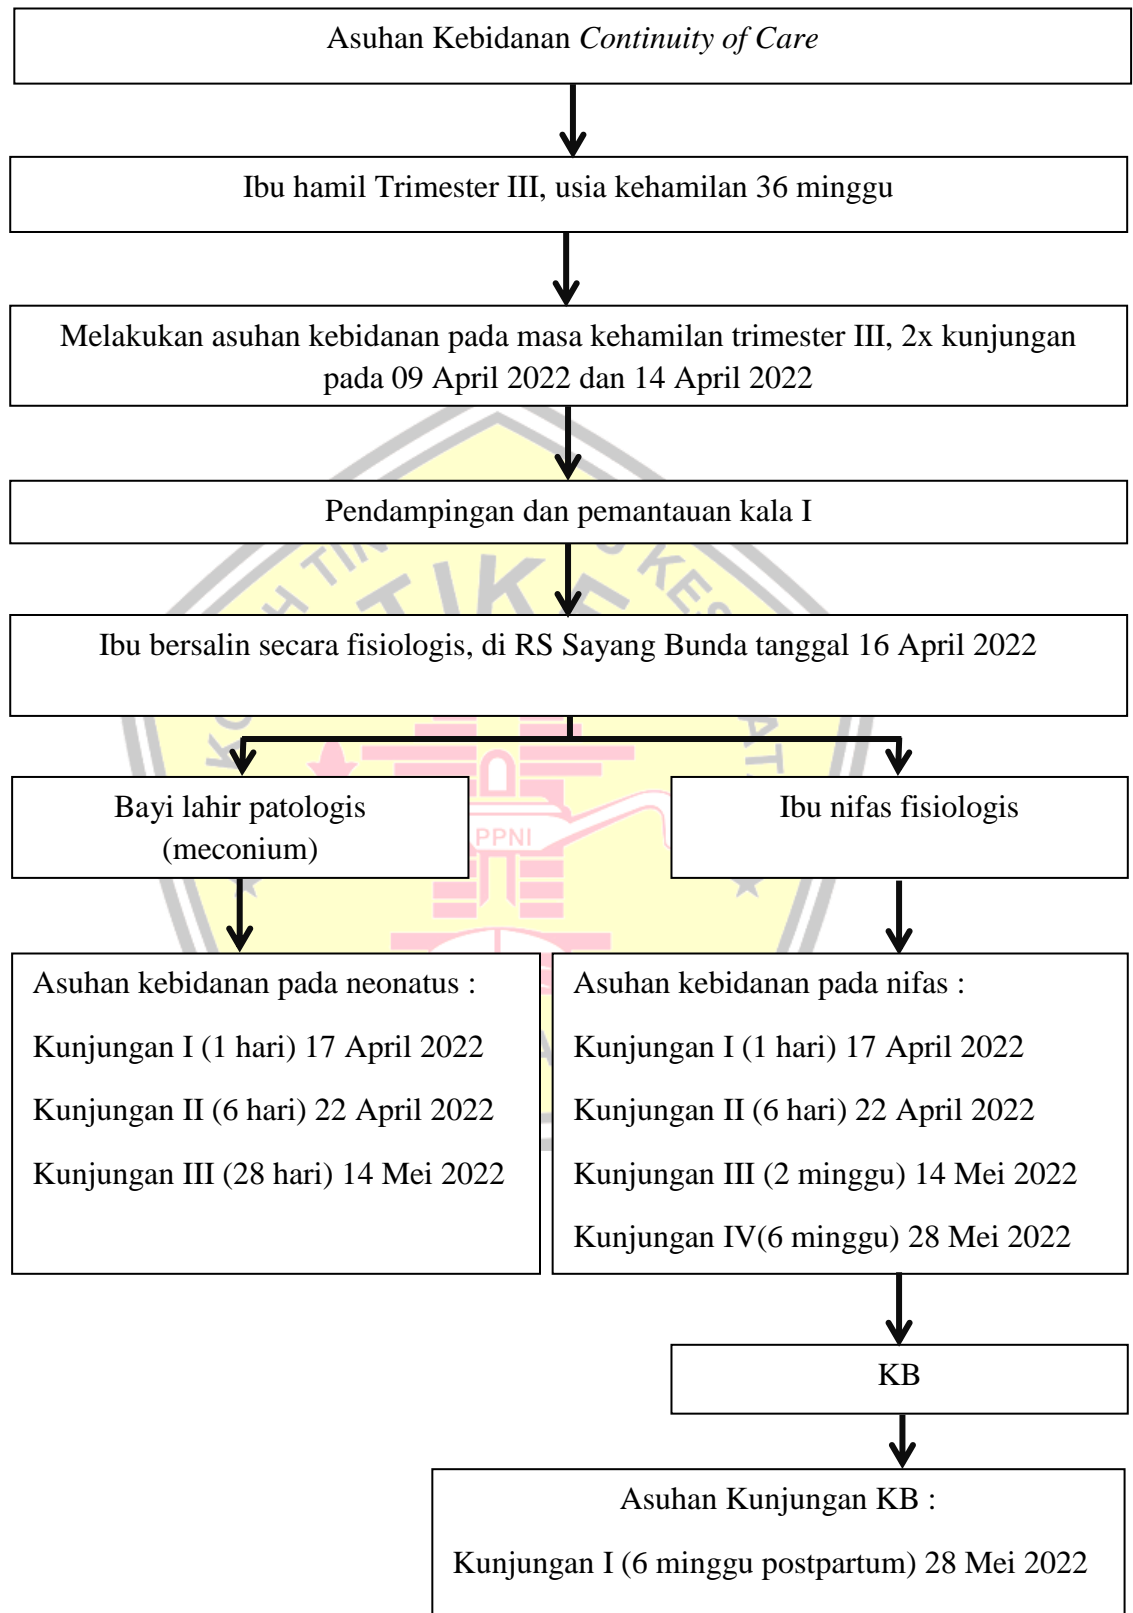 Asuhan Kebidanan Continuity of Care
Ibu hamil Trimester III, usia kehamilan 36 minggu
Melakukan asuhan kebidanan pada masa kehamilan trimester III, 2x kunjungan
pada 09 April 2022 dan 14 April 2022
Pendampingan dan pemantauan kala I
Ibu bersalin secara fisiologis, di RS Sayang Bunda tanggal 16 April 2022
Bayi lahir patologis
(meconium)
Ibu nifas fisiologis
PPNI
Asuhan kebidanan pada neonatus :
Kunjungan I (1 hari) 17 April 2022
Kunjungan II (6 hari) 22 April 2022
Kunjungan III (28 hari) 14 Mei 2022
Asuhan kebidanan pada nifas :
Kunjungan I (1 hari) 17 April 2022
Kunjungan II (6 hari) 22 April 2022
Kunjungan III (2 minggu) 14 Mei 2022
Kunjungan IV(6 minggu) 28 Mei 2022
KB
Asuhan Kunjungan KB :
Kunjungan I (6 minggu postpartum) 28 Mei 2022